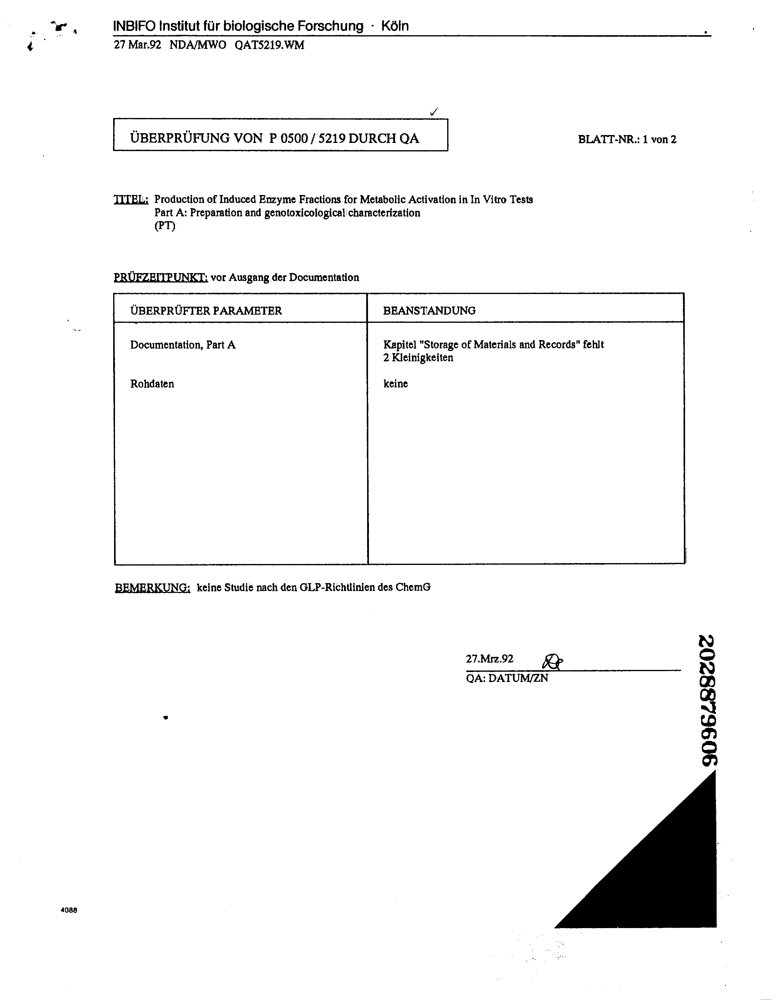 INBIFO Institut für biologische Forschung · Köln
27 Mar.92 NDA/MWO QAT5219.WM
ÜBERPRÜFUNG VON P 0500 / 5219 DURCH QA
BLATT-NR.: 1 von 2
TITEL: Production of Induced Enzyme Fractions for Metabolic Activation in In Vitro Tests
Part A: Preparation and genotoxicological characterization
(PT)
PRÜFZEITPUNKT: vor Ausgang der Documentation
ÜBERPRÜFTER PARAMETER BEANSTANDUNG
Documentation, Part A Kapitel "Storage of Materials and Records" fehlt
2 Kleinigkeiten
Rohdaten keine
BEMERKUNG: keine Studie nach den GLP-Richtlinien des ChemG
27.Mrz.92
QA: DATUM/ZN
2028879606
4088